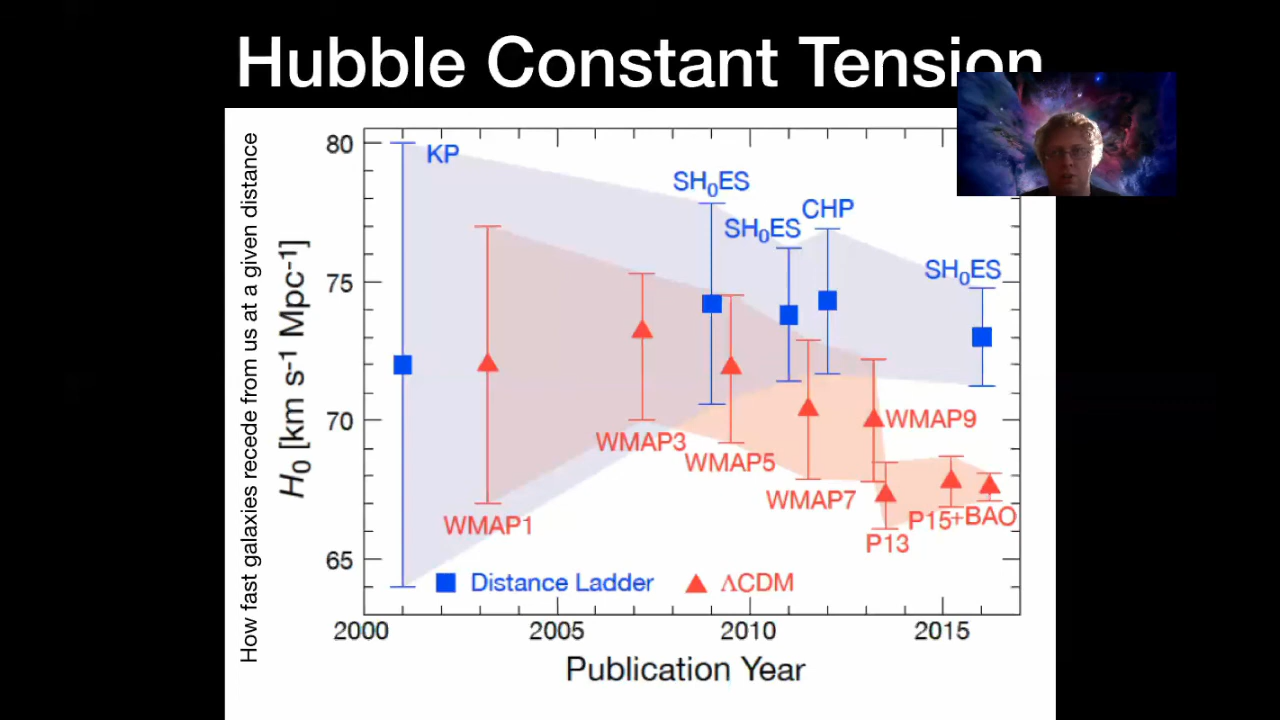 Hubble Constant Tension
How fast galaxies recede from us at a given distance
H₀ [km s⁻¹ Mpc⁻¹]
80
75
70
65
KP
SH₀ES
SH₀ES
CHP
SH₀ES
WMAP1
WMAP3
WMAP5
WMAP7
WMAP9
P13
P15+BAO
Distance Ladder
ΛCDM
2000
2005
2010
2015
Publication Year